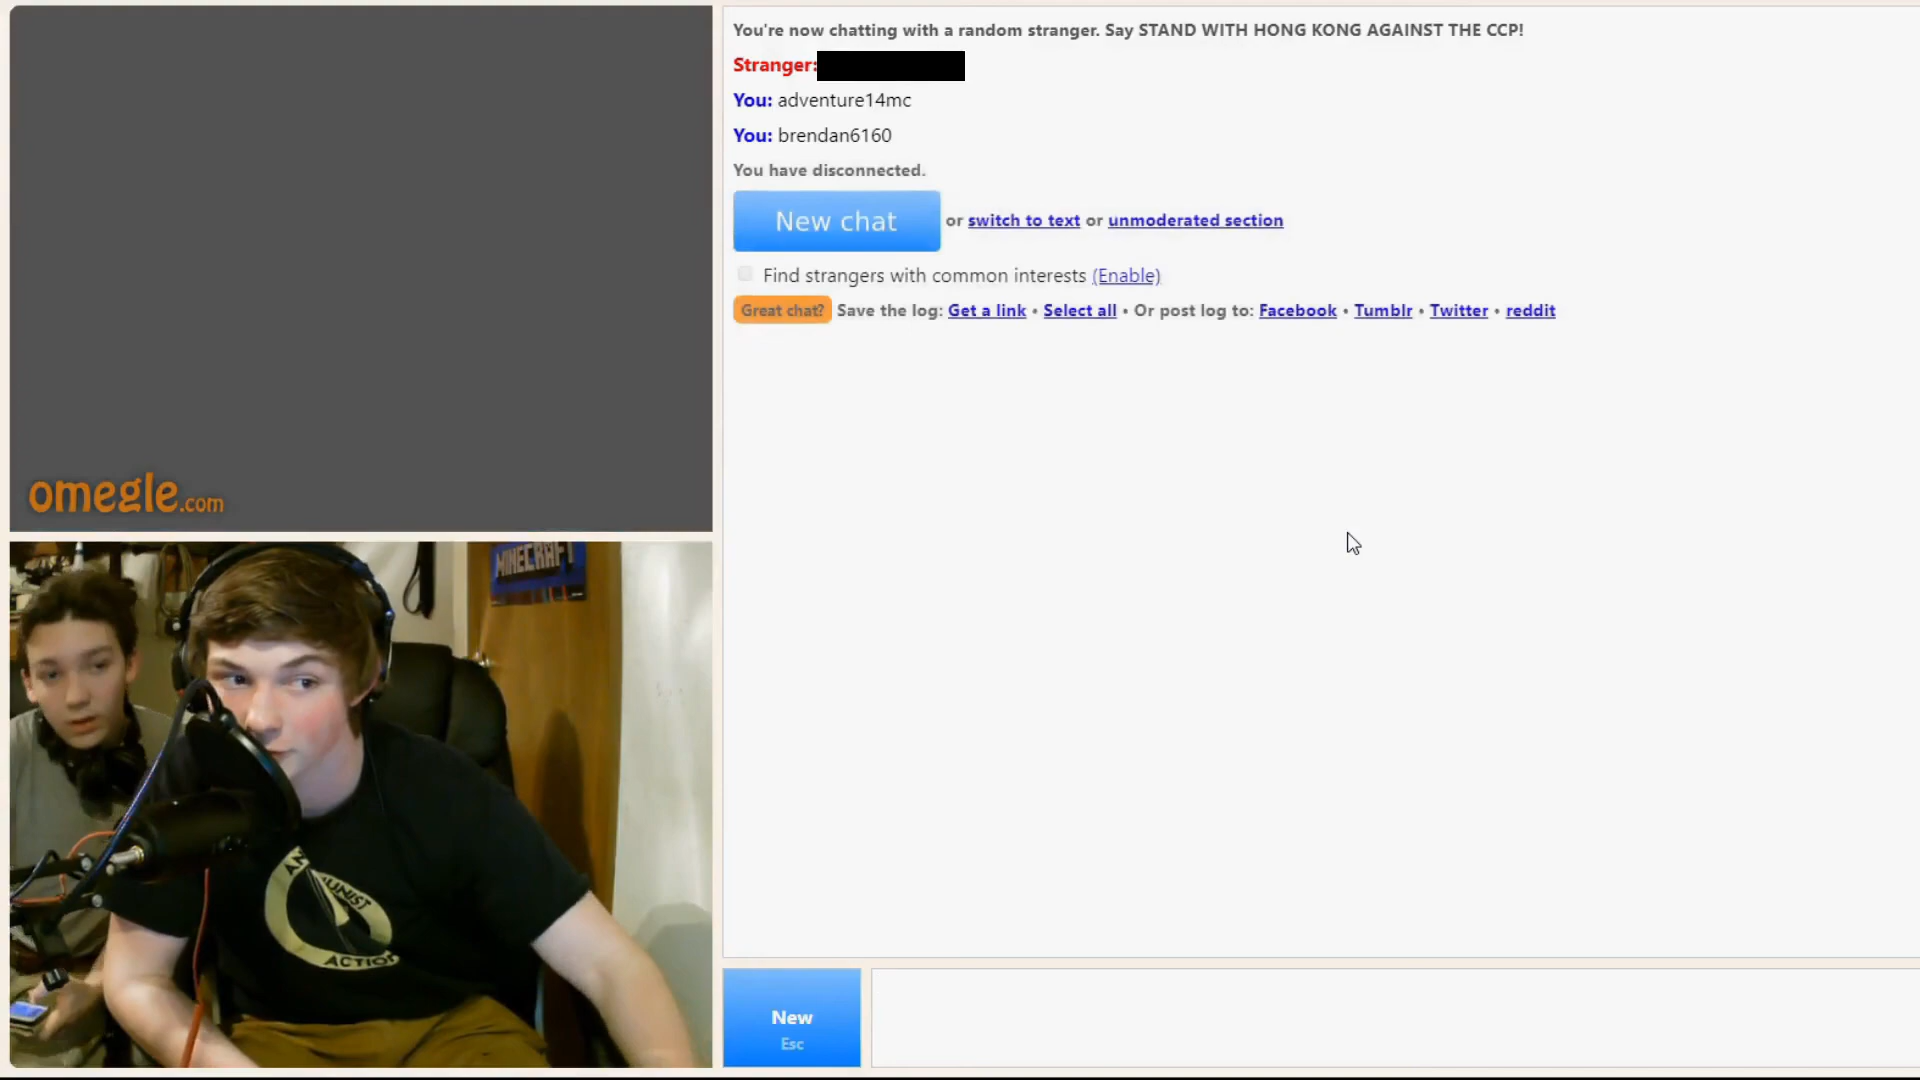 You're now chatting with a random stranger. Say STAND WITH HONG KONG AGAINST THE CCP!
Stranger:
You: adventure14mc
You: brendan6160
You have disconnected.
New chat or switch to text or unmoderated section
Find strangers with common interests (Enable)
Great chat? Save the log: Get a link • Select all • Or post log to: Facebook • Tumblr • Twitter • reddit
omegle.com
MINECRAFT
ACTION
New
Esc